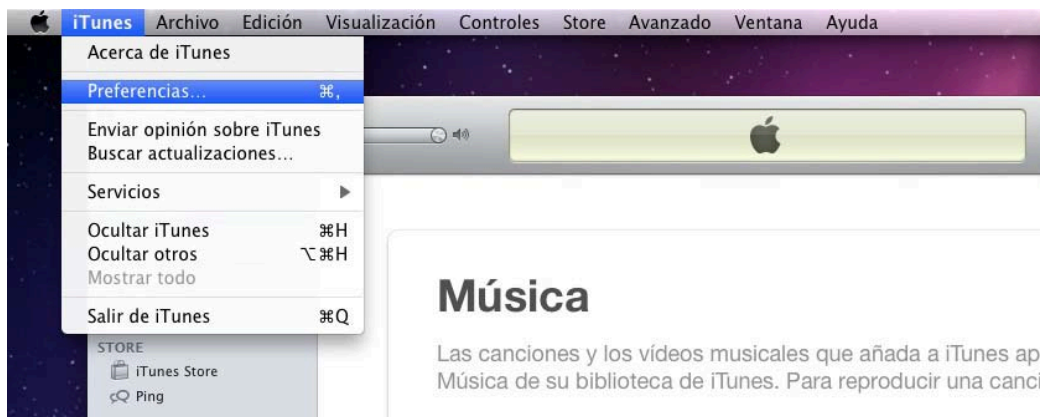 iTunes Archivo Edición Visualización Controles Store Avanzado Ventana Ayuda
Acerca de iTunes
Preferencias... ⌘,
Enviar opinión sobre iTunes
Buscar actualizaciones...
Servicios
Ocultar iTunes ⌘H
Ocultar otros ⌥⌘H
Mostrar todo
Salir de iTunes ⌘Q
STORE
iTunes Store
Ping
Música
Las canciones y los vídeos musicales que añada a iTunes ap
Música de su biblioteca de iTunes. Para reproducir una canci